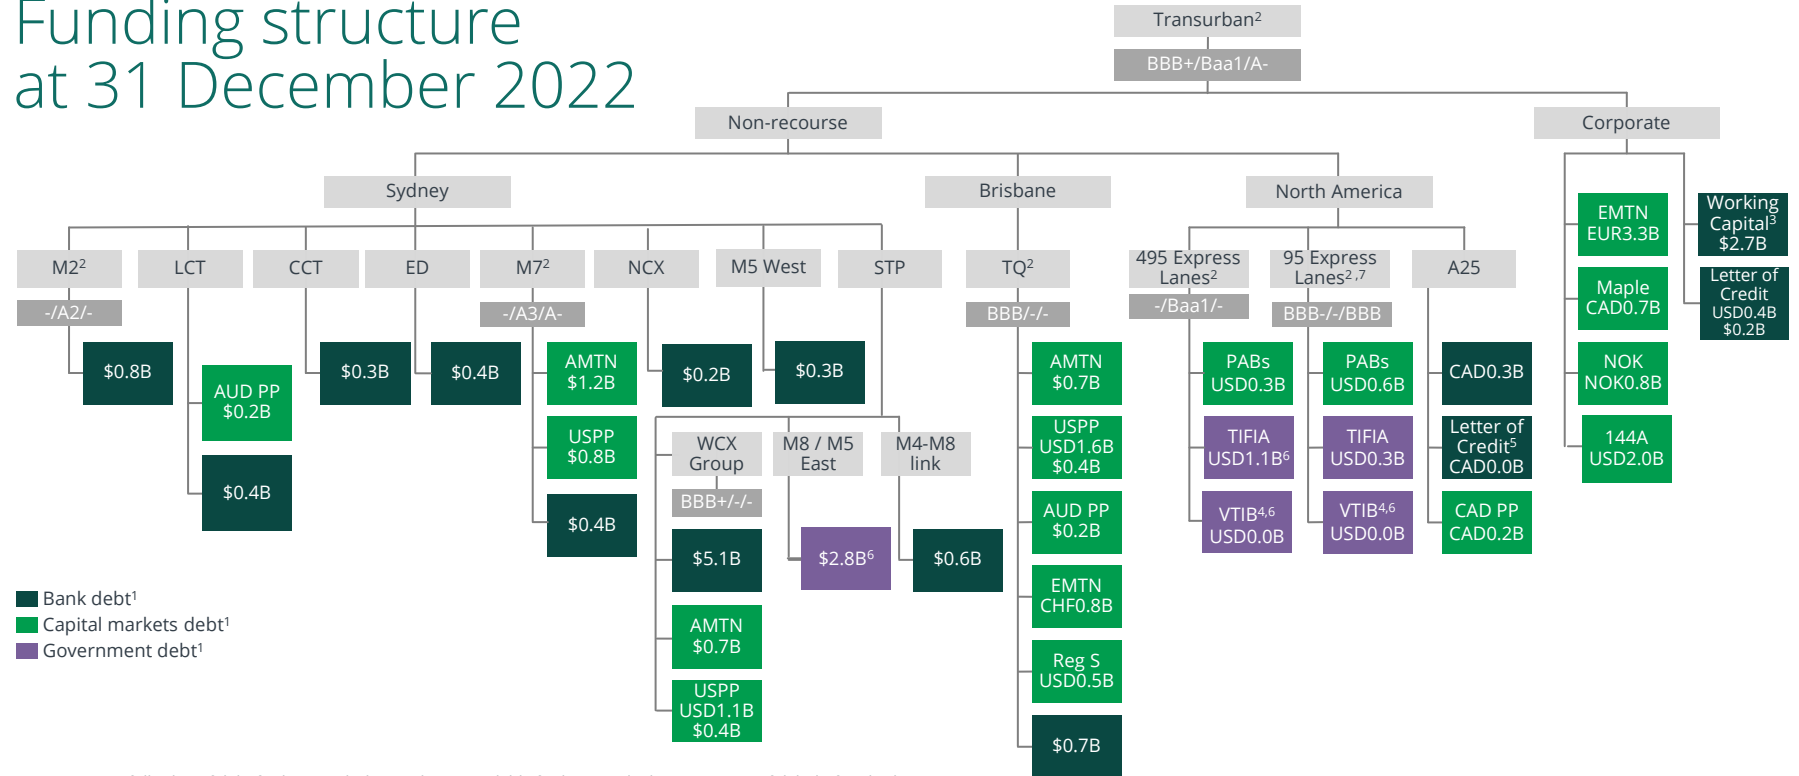 Funding structure
at 31 December 2022
Transurban²
BBB+/Baa1/A-
Non-recourse
Corporate
Sydney
Brisbane
North America
M2²
-/A2/-
$0.8B
LCT
AUD PP
$0.2B
$0.4B
CCT
$0.3B
ED
$0.4B
M7²
-/A3/A-
AMTN
$1.2B
USPP
$0.8B
$0.4B
NCX
$0.2B
M5 West
$0.3B
STP
WCX
Group
BBB+/-/-
$5.1B
AMTN
$0.7B
USPP
USD1.1B
$0.4B
M8 / M5
East
$2.8B⁶
M4-M8
link
$0.6B
TQ²
BBB/-/-
AMTN
$0.7B
USPP
USD1.6B
$0.4B
AUD PP
$0.2B
EMTN
CHF0.8B
Reg S
USD0.5B
$0.7B
495 Express
Lanes²
-/Baa1/-
PABs
USD0.3B
TIFIA
USD1.1B⁶
VTIB⁴,⁶
USD0.0B
95 Express
Lanes²,⁷
BBB-/-/BBB
PABs
USD0.6B
TIFIA
USD0.3B
VTIB⁴,⁶
USD0.0B
A25
CAD0.3B
Letter of
Credit⁵
CAD0.0B
CAD PP
CAD0.2B
EMTN
EUR3.3B
Maple
CAD0.7B
NOK
NOK0.8B
144A
USD2.0B
Working
Capital³
$2.7B
Letter of
Credit
USD0.4B
$0.2B
Bank debt¹
Capital markets debt¹
Government debt¹